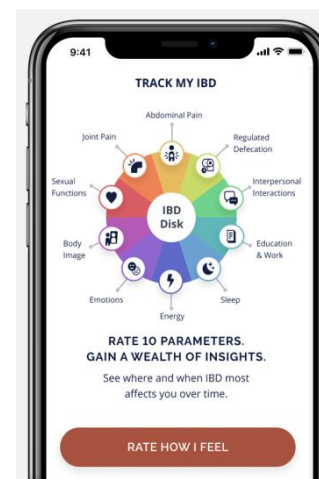 9:41
TRACK MY IBD
Abdominal Pain
Joint Pain
Regulated
Defecation
Sexual
Functions
Interpersonal
Interactions
IBD
Disk
Body
Image
Education
& Work
Emotions
Sleep
Energy
RATE 10 PARAMETERS.
GAIN A WEALTH OF INSIGHTS.
See where and when IBD most
affects you over time.
RATE HOW I FEEL